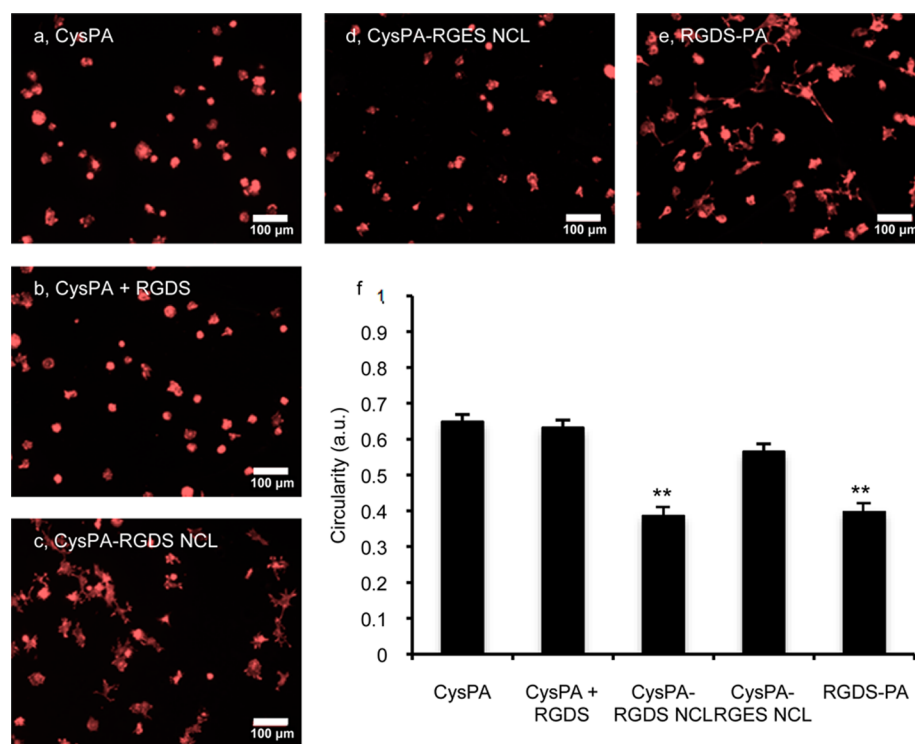 a, CysPA
100 µm
d, CysPA-RGES NCL
100 µm
e, RGDS-PA
100 µm
b, CysPA + RGDS
100 µm
c, CysPA-RGDS NCL
100 µm
f
1
0.9
0.8
0.7
0.6
0.5
0.4
0.3
0.2
0.1
0
Circularity (a.u.)
**
**
CysPA
CysPA +
RGDS
CysPA-
RGDS NCL
CysPA-
RGES NCL
RGDS-PA